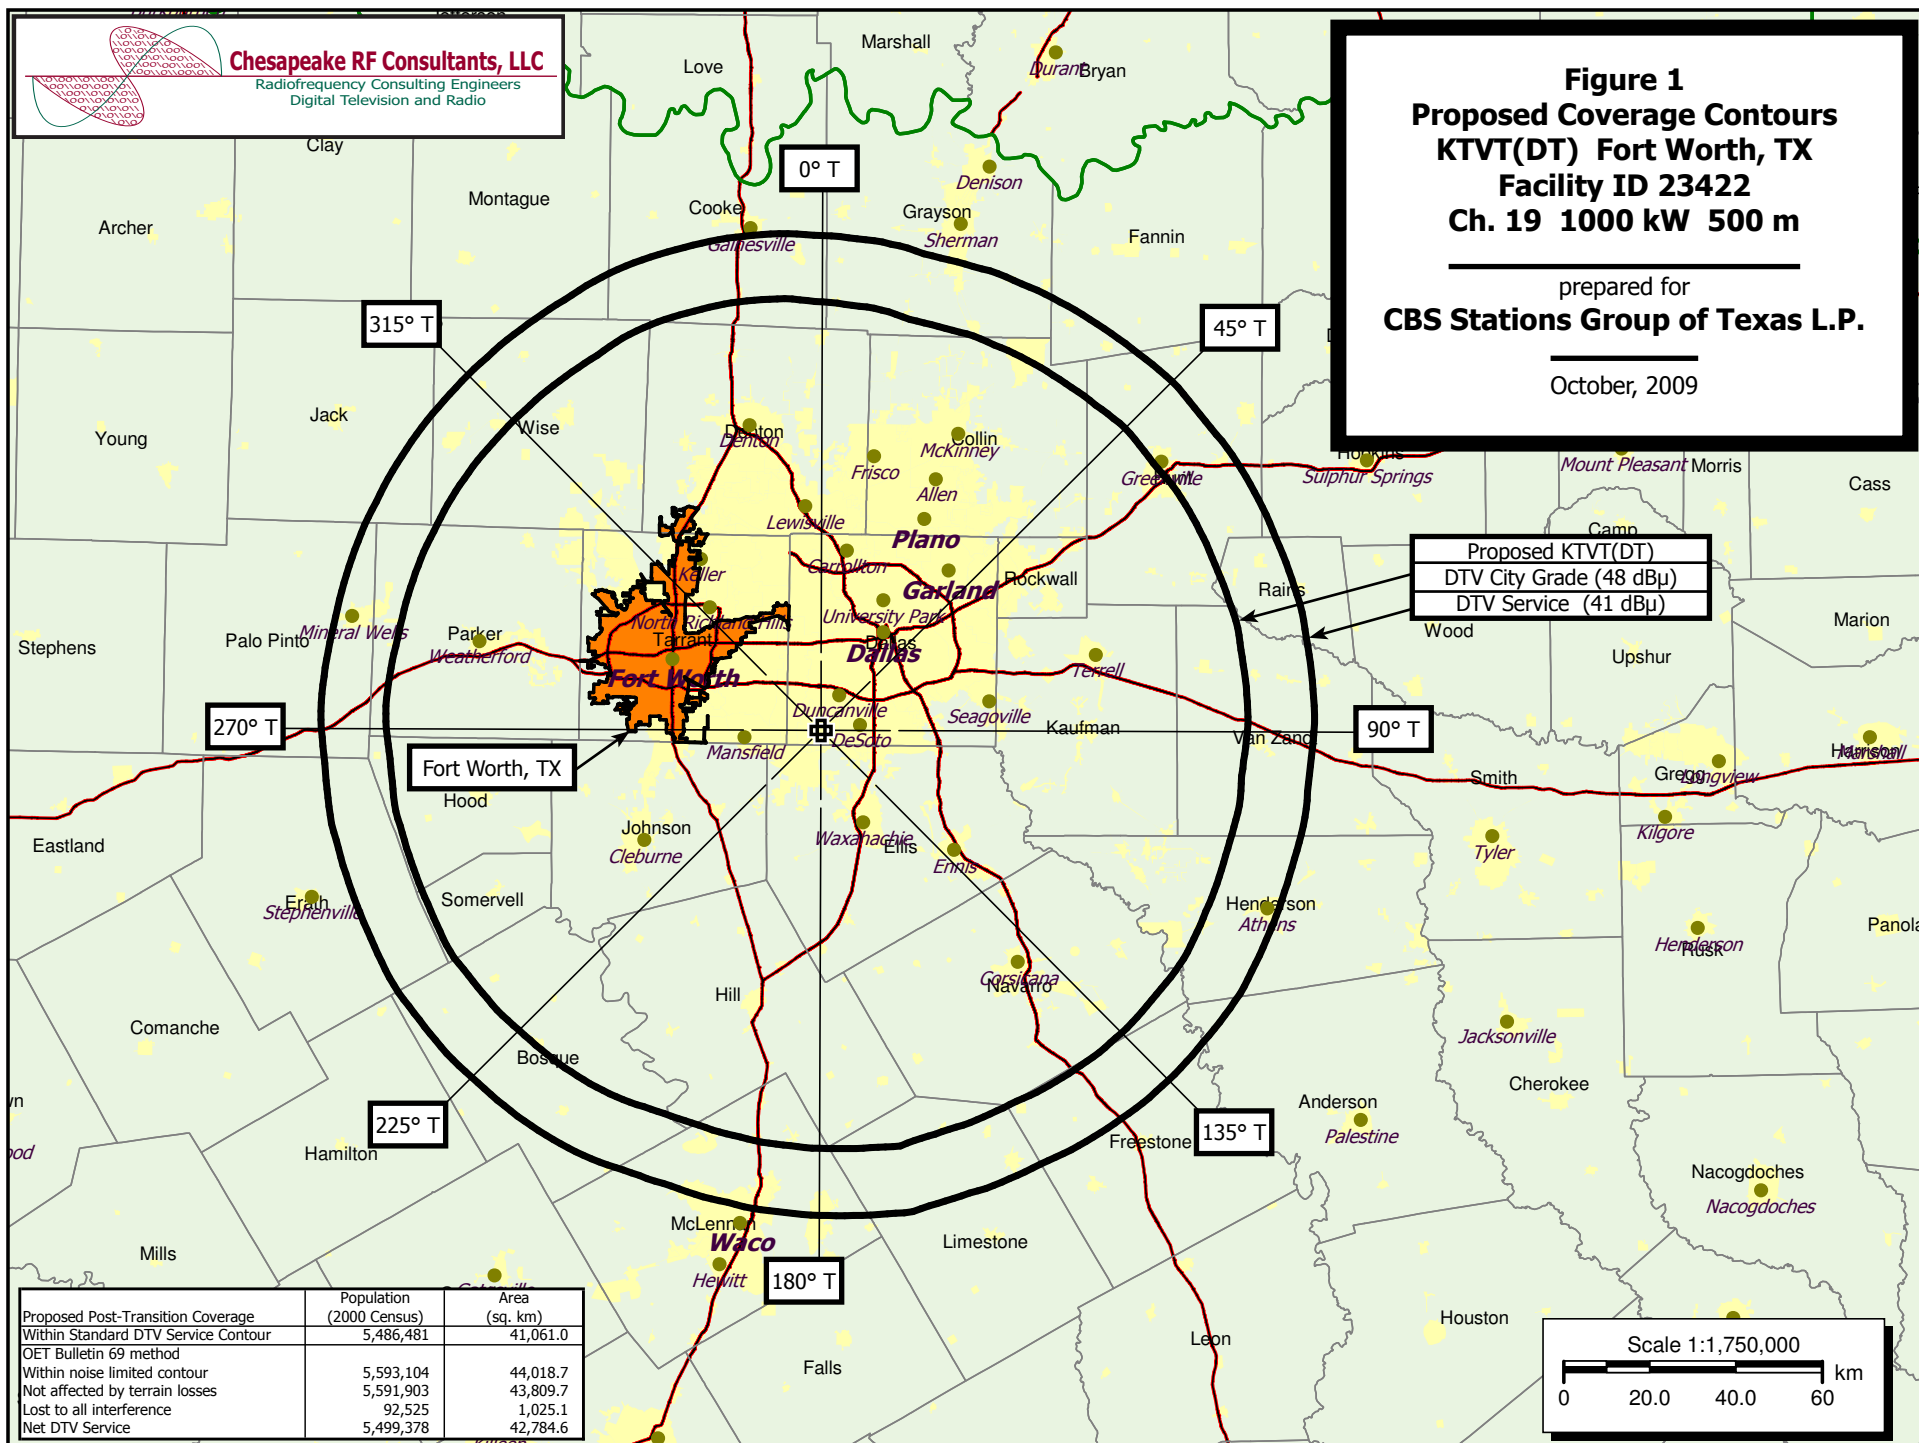 Chesapeake RF Consultants, LLC
Radiofrequency Consulting Engineers
Digital Television and Radio
Figure 1
Proposed Coverage Contours
KTVT(DT) Fort Worth, TX
Facility ID 23422
Ch. 19 1000 kW 500 m
prepared for
CBS Stations Group of Texas L.P.
October, 2009
Love
Marshall
Durant
Bryan
Clay
0° T
Montague
Denison
Archer
Cooke
Grayson
Gainesville
Sherman
Fannin
315° T
45° T
Jack
Young
Wise
Denton
Denton
Collin
McKinney
Frisco
Allen
Greenville
Hunt
Hopkins
Sulphur Springs
Mount Pleasant
Morris
Cass
Lewisville
Plano
Camp
Carrollton
Keller
Garland
Rockwall
Rains
Proposed KTVT(DT)
DTV City Grade (48 dBµ)
DTV Service (41 dBµ)
Mineral Wells
Palo Pinto
Parker
Weatherford
North Richland Hills
Tarrant
University Park
Dallas
Dallas
Terrell
Wood
Upshur
Marion
Stephens
Fort Worth
Duncanville
Seagoville
Kaufman
270° T
90° T
Mansfield
DeSoto
Van Zandt
Fort Worth, TX
Smith
Gregg
Longview
Harrison
Marshall
Hood
Johnson
Cleburne
Waxahachie
Ellis
Ennis
Eastland
Tyler
Kilgore
Erath
Stephenville
Somervell
Henderson
Athens
Henderson
Rusk
Panola
Corsicana
Navarro
Hill
Comanche
Bosque
Jacksonville
Cherokee
225° T
135° T
Anderson
Palestine
Hamilton
Freestone
Nacogdoches
Nacogdoches
McLennan
Waco
Hewitt
Limestone
Mills
180° T
Gatesville
Houston
Leon
Falls
Killeen
Proposed Post-Transition Coverage Population (2000 Census) Area (sq. km)
Within Standard DTV Service Contour 5,486,481 41,061.0
OET Bulletin 69 method
Within noise limited contour 5,593,104 44,018.7
Not affected by terrain losses 5,591,903 43,809.7
Lost to all interference 92,525 1,025.1
Net DTV Service 5,499,378 42,784.6
Scale 1:1,750,000
km
0 20.0 40.0 60